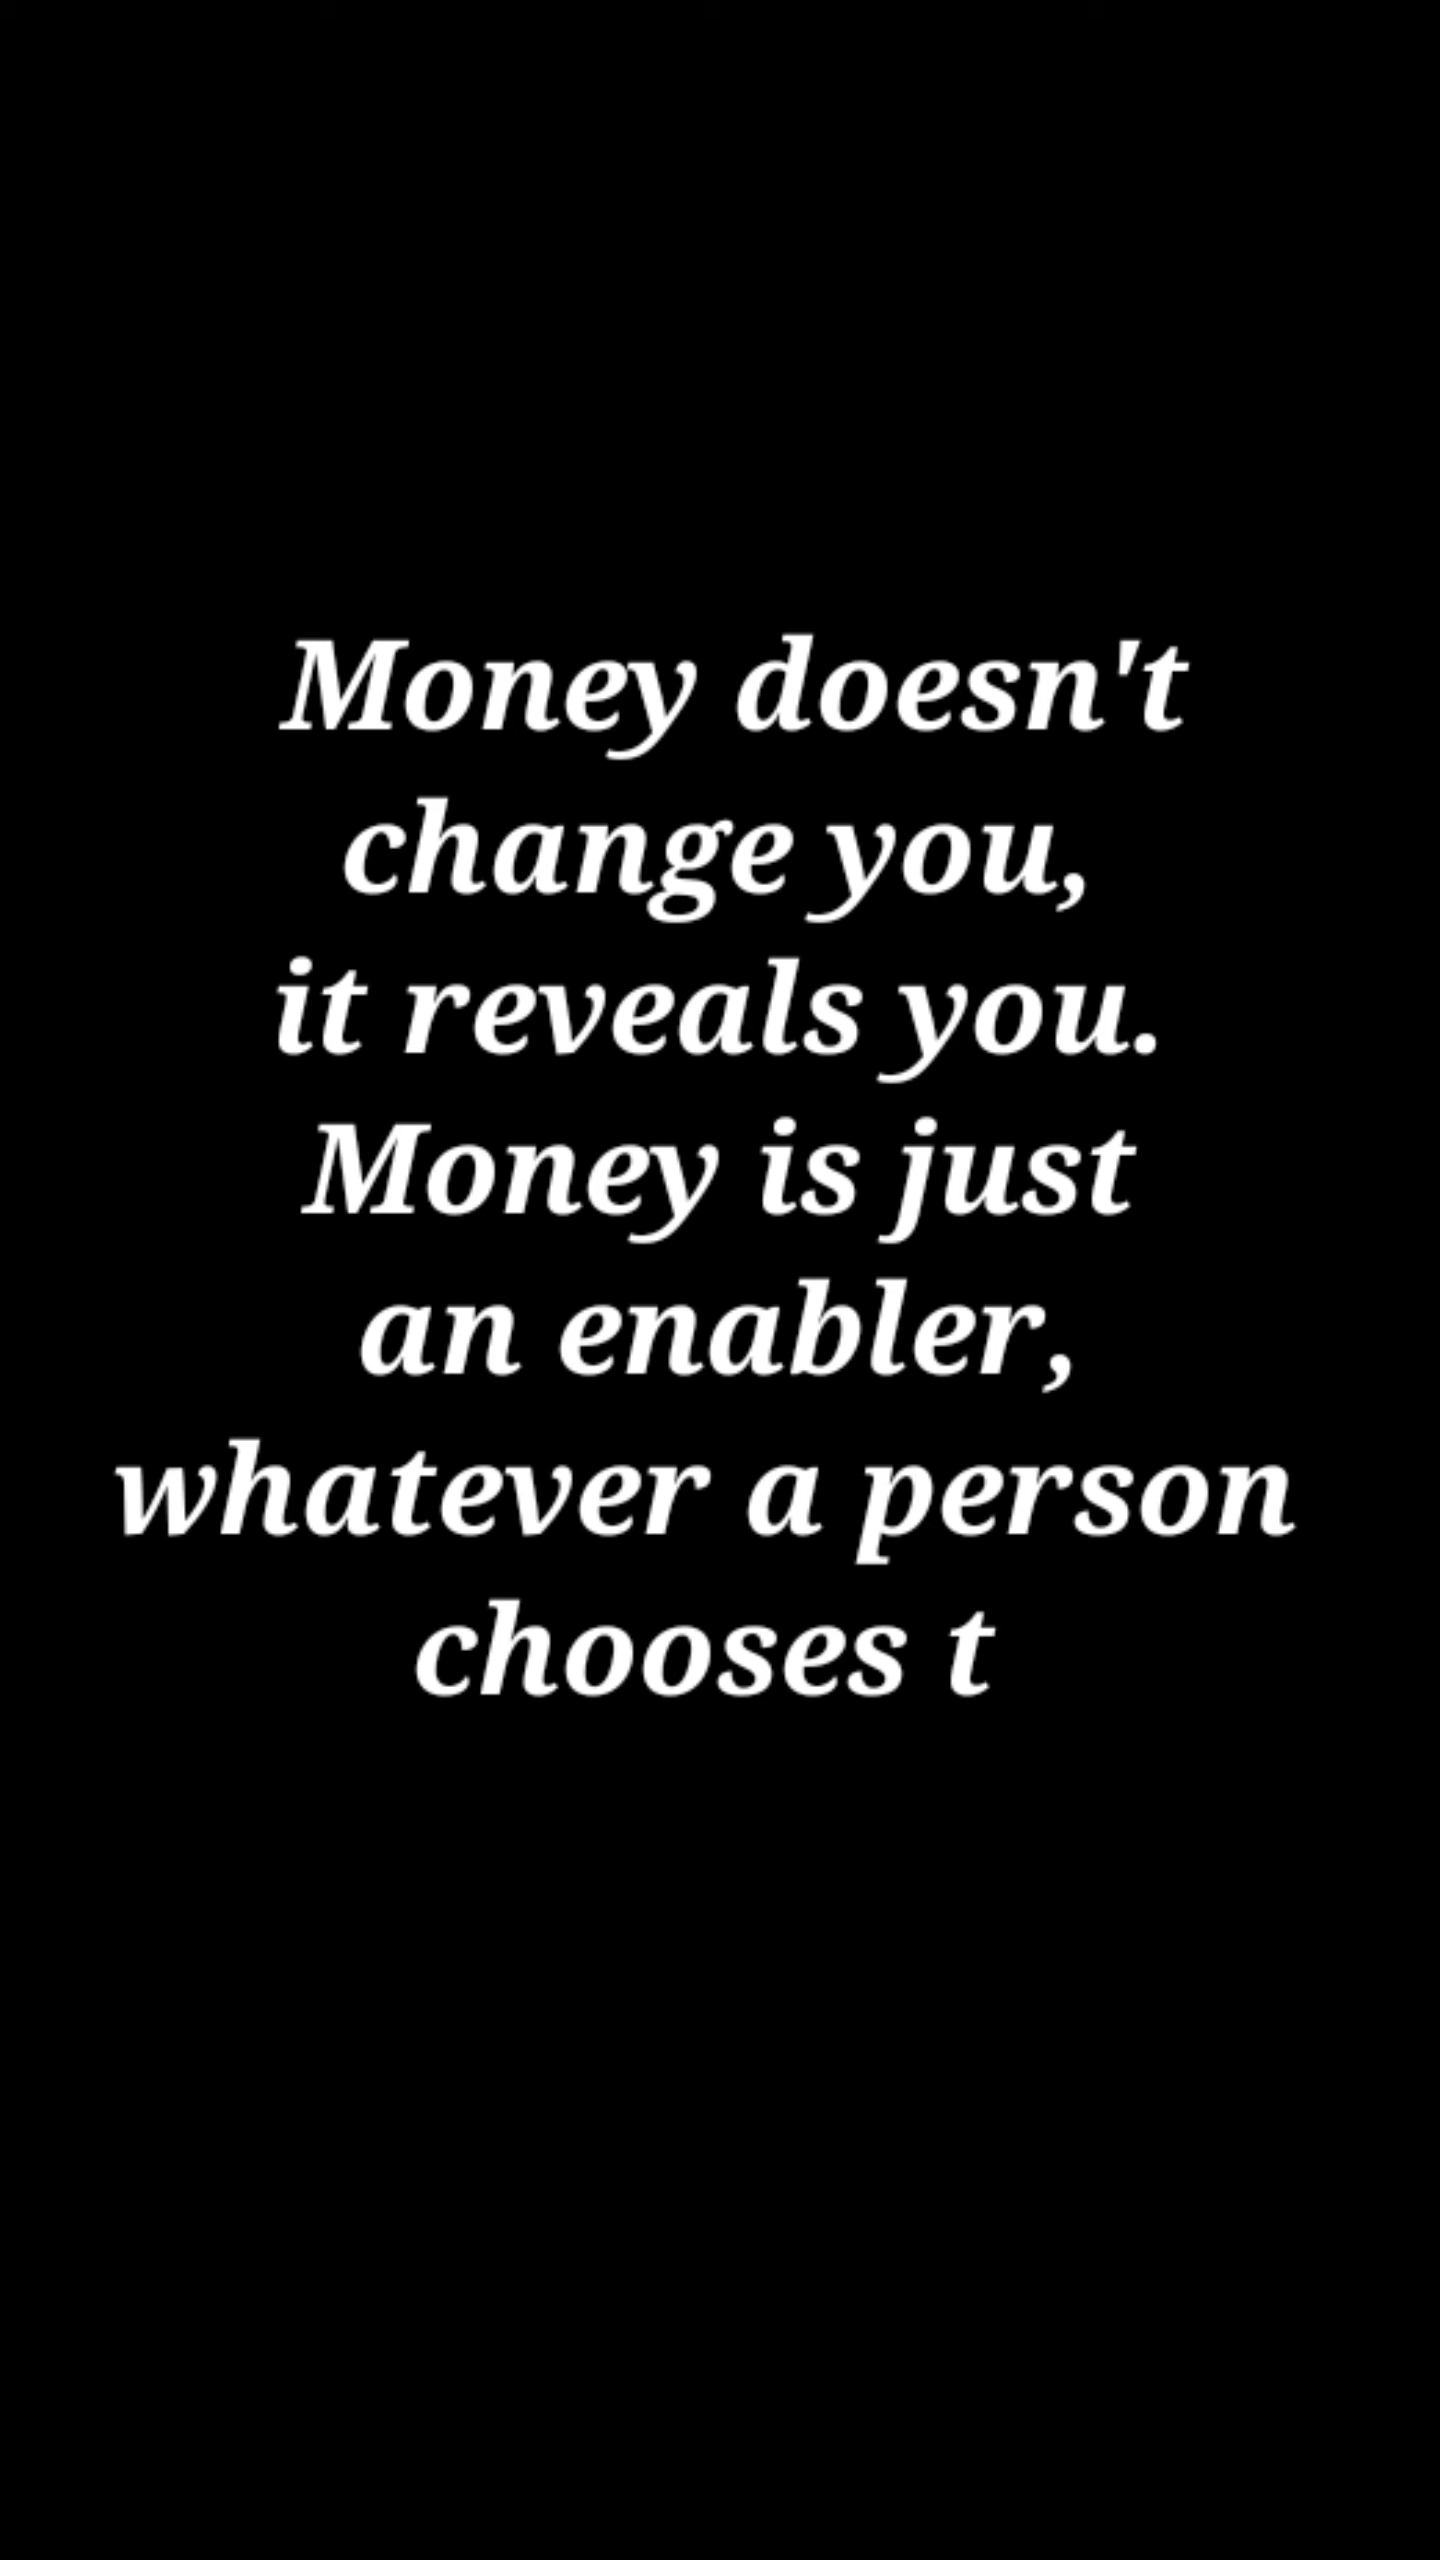 Money doesn't
change you,
it reveals you.
Money is just
an enabler,
whatever a person
chooses t